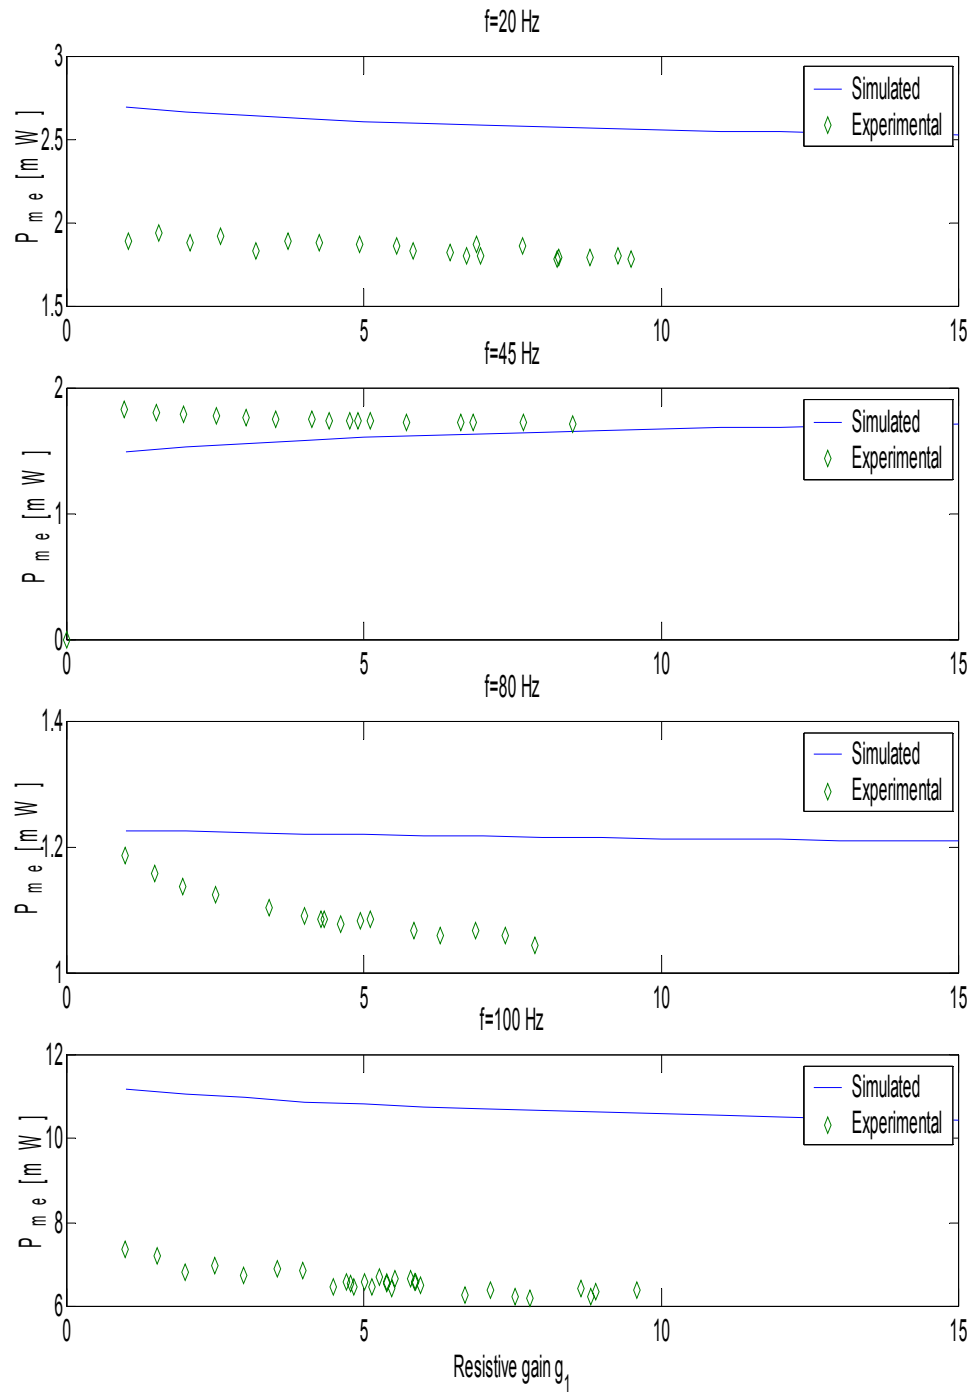 f=20 Hz
3
2.5
2
1.5
P m e [ m W ]
Simulated
Experimental
0
5
10
15
f=45 Hz
2
1
0
P m e [ m W ]
Simulated
Experimental
0
5
10
15
f=80 Hz
1.4
1.2
1
P m e [ m W ]
Simulated
Experimental
0
5
10
15
f=100 Hz
12
10
8
6
P m e [ m W ]
Simulated
Experimental
0
5
10
15
Resistive gain g1